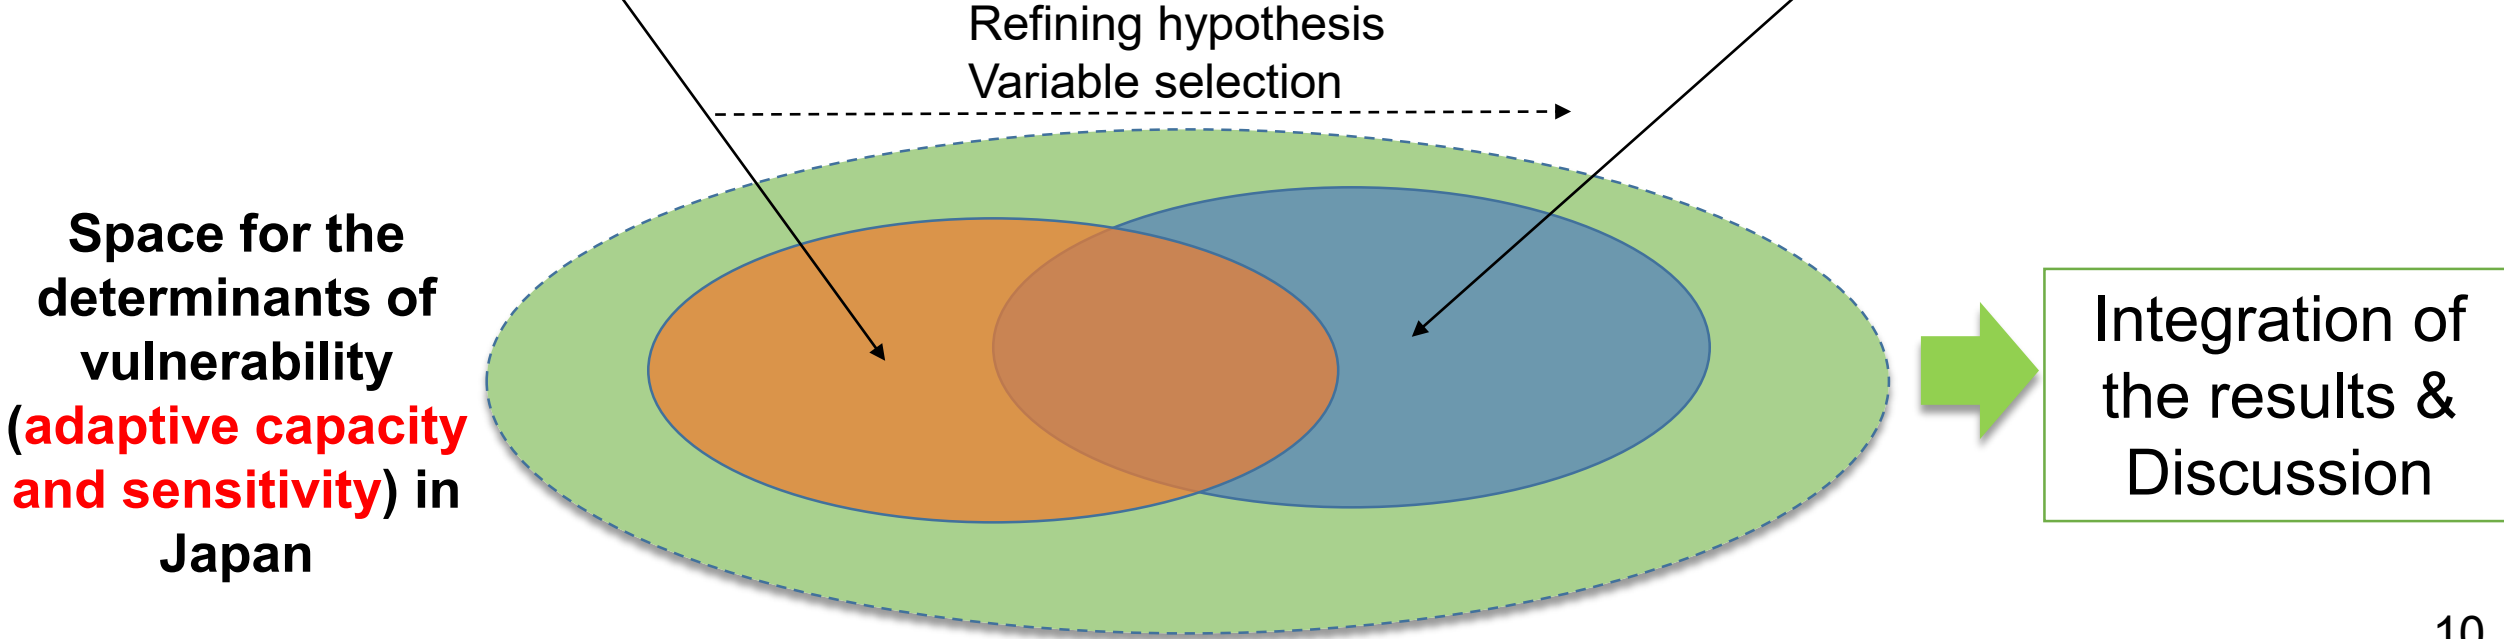 Refining hypothesis
Variable selection
Space for the
determinants of
vulnerability
(adaptive capacity
and sensitivity) in
Japan
Integration of
the results &
Discussion
10